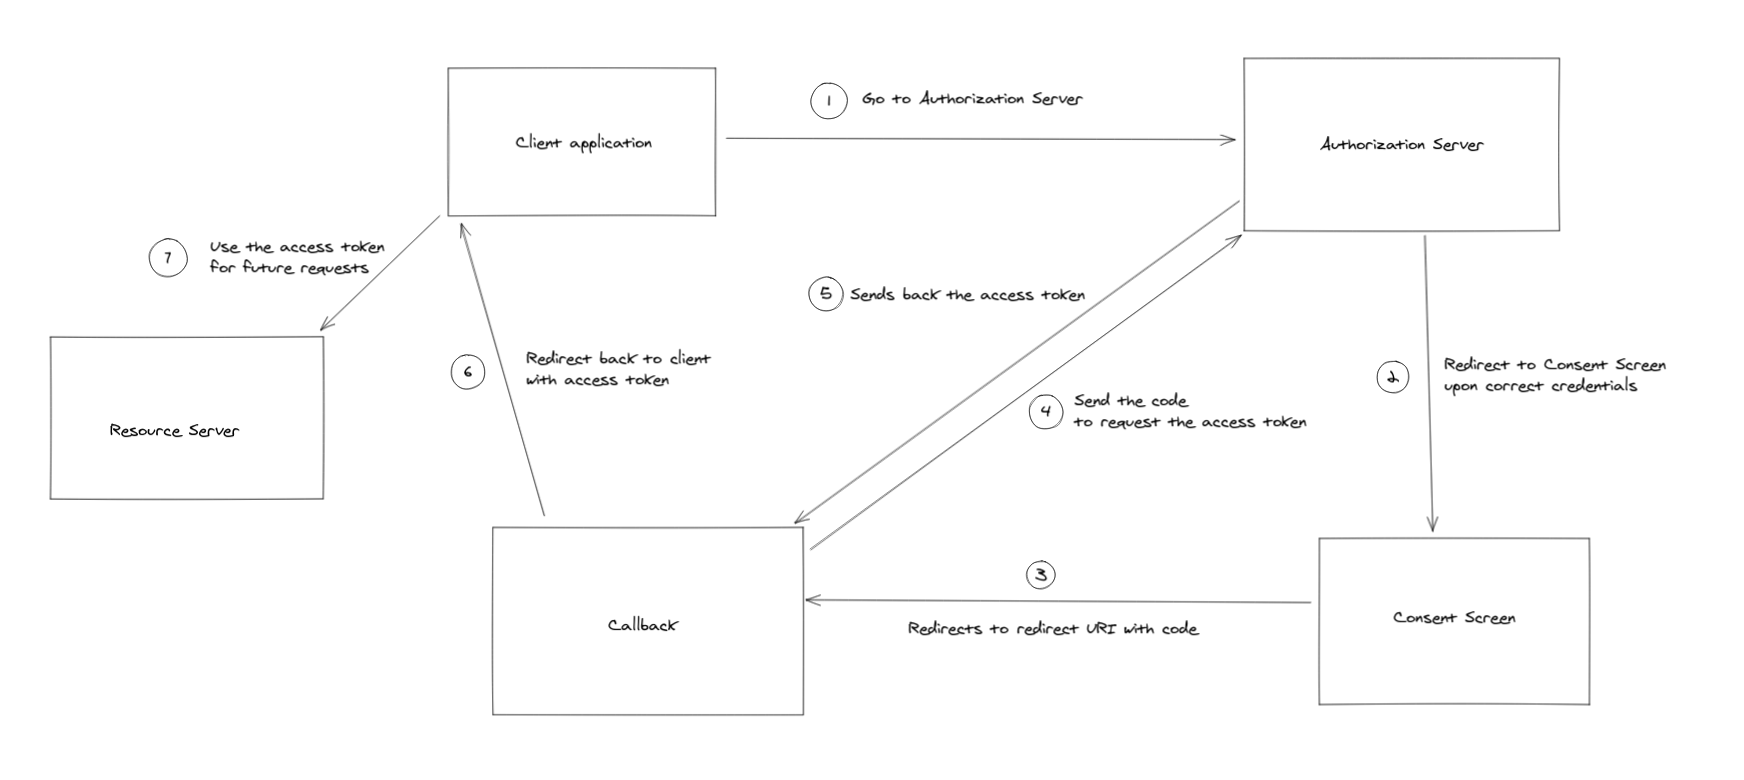 1 Go to Authorization Server
Client application
Authorization Server
7 Use the access token
for future requests
5 Sends back the access token
6 Redirect back to client
with access token
2 Redirect to Consent Screen
upon correct credentials
4 Send the code
to request the access token
Resource Server
3
Redirects to redirect URI with code
Callback
Consent Screen